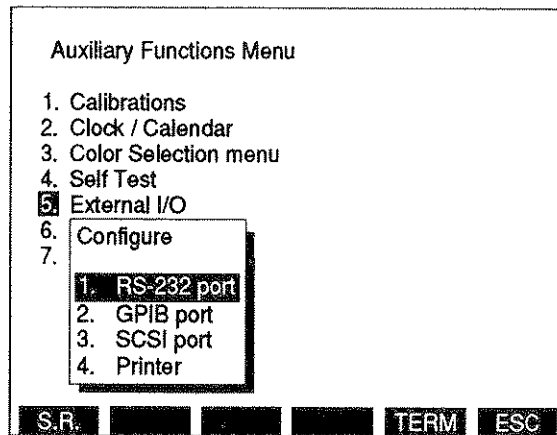 Auxiliary Functions Menu
1. Calibrations
2. Clock / Calendar
3. Color Selection menu
4. Self Test
5. External I/O
6.
7.
Configure
1. RS-232 port
2. GPIB port
3. SCSI port
4. Printer
S.R. TERM ESC